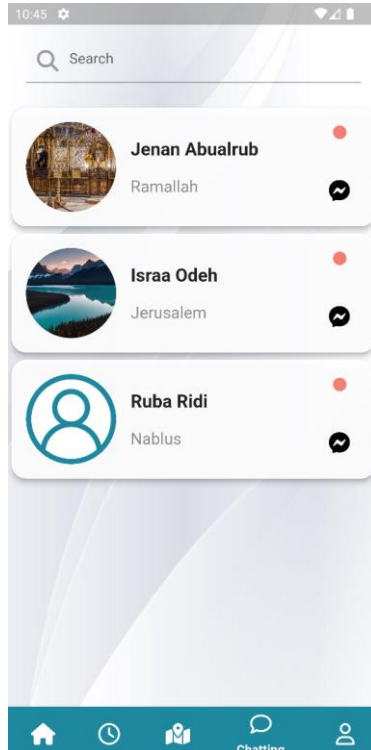 10:45
Search
Jenan Abualrub
Ramallah
Israa Odeh
Jerusalem
Ruba Ridi
Nablus
Chatting